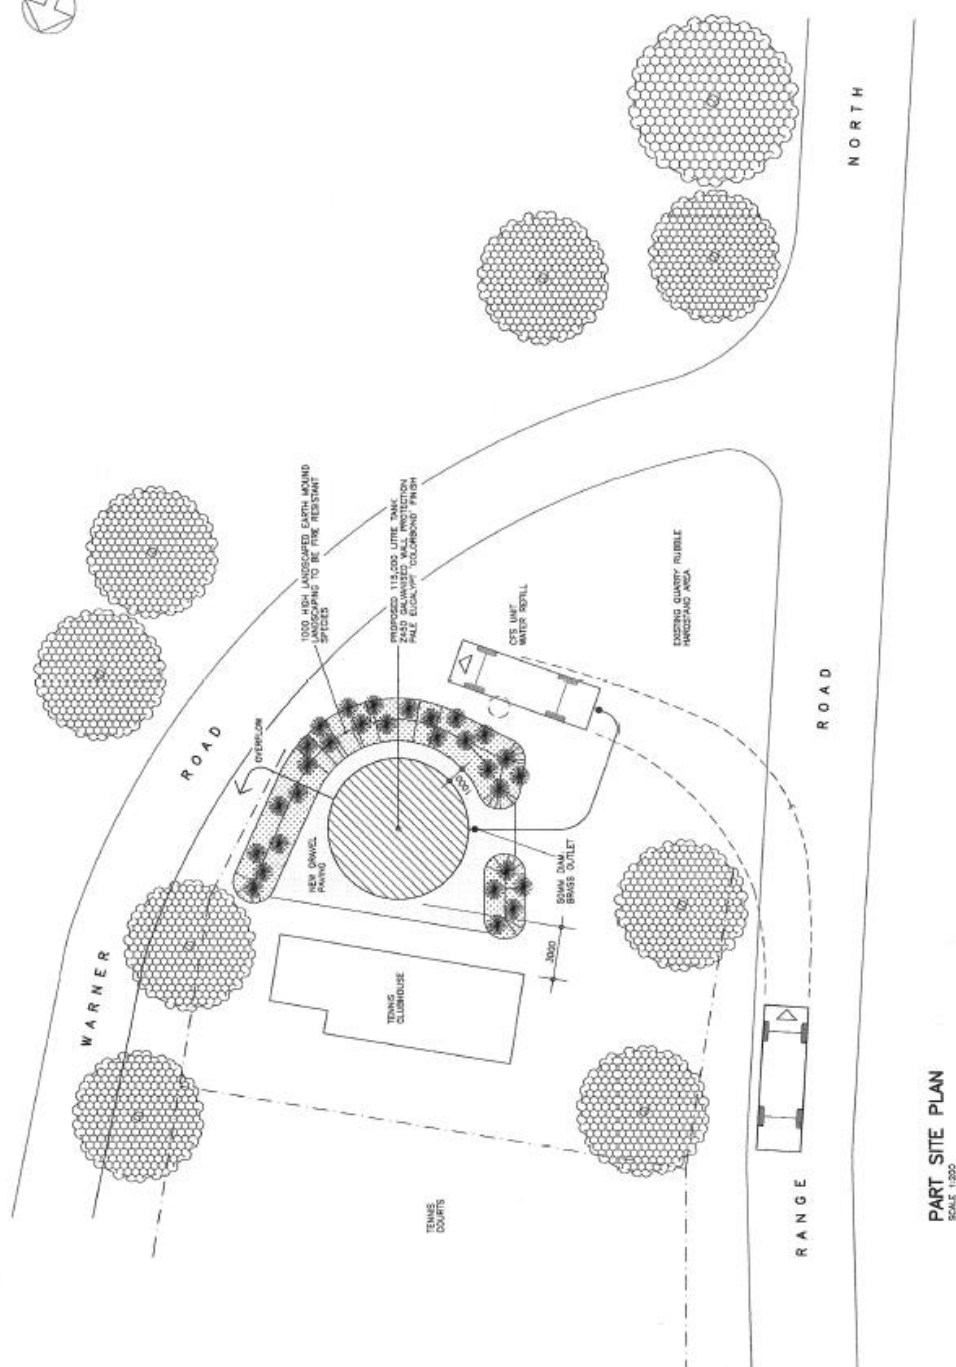 1000 HIGH LANDSCAPED EARTH MOUND
LANDSCAPING TO BE FIRE RESISTANT
SPECIES
PROPOSED 115,000 LITRE TANK
Z450 GALVANISED WALL PROTECTION
PALE EUCALYPT 'COLORBOND' FINISH
CFS UNIT
WATER REFILL
EXISTING QUARRY RUBBLE
HARDSTAND AREA
WARNER ROAD
OVERFLOW
NEW GRAVEL
PAVING
1000
50MM DIAM.
BRASS OUTLET
3000
TENNIS
CLUBHOUSE
TENNIS
COURTS
RANGE ROAD NORTH
PART SITE PLAN
SCALE 1:200